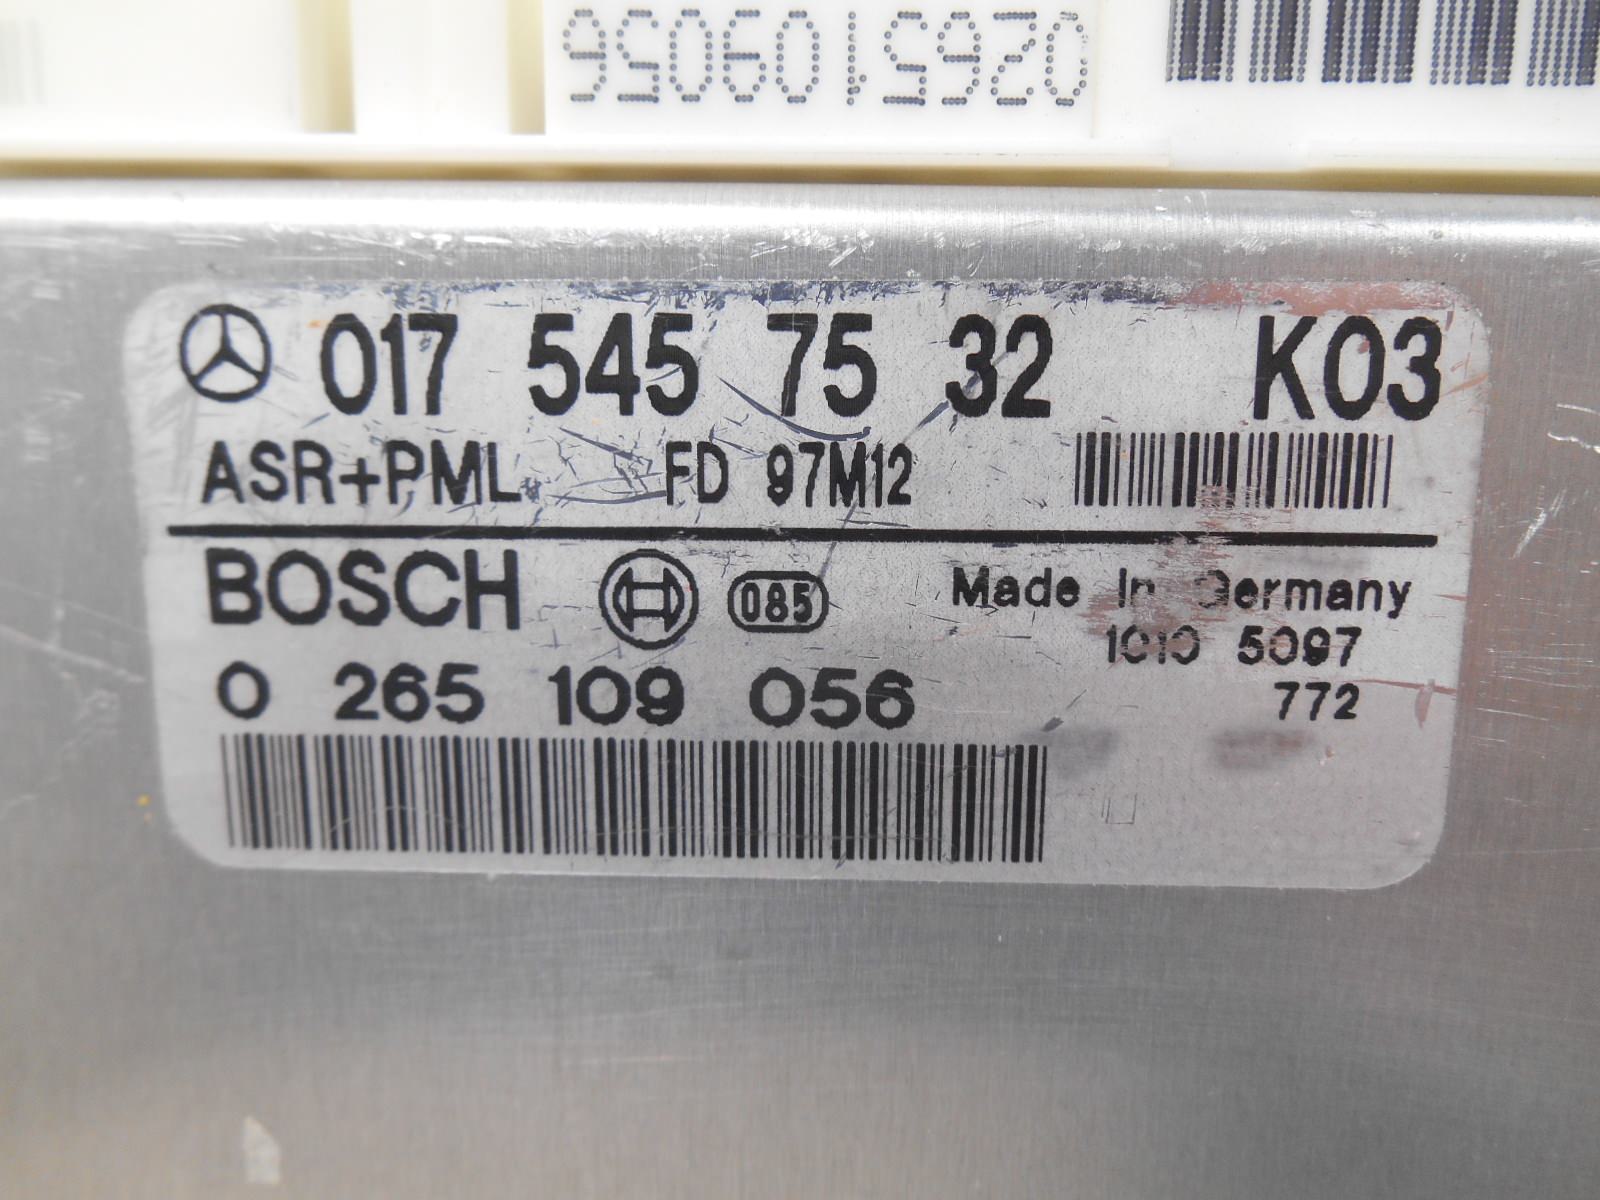 0265109056
017 545 75 32 K03
ASR+PML FD 97M12
BOSCH 085 Made In Germany
1010 5097
0 265 109 056 772